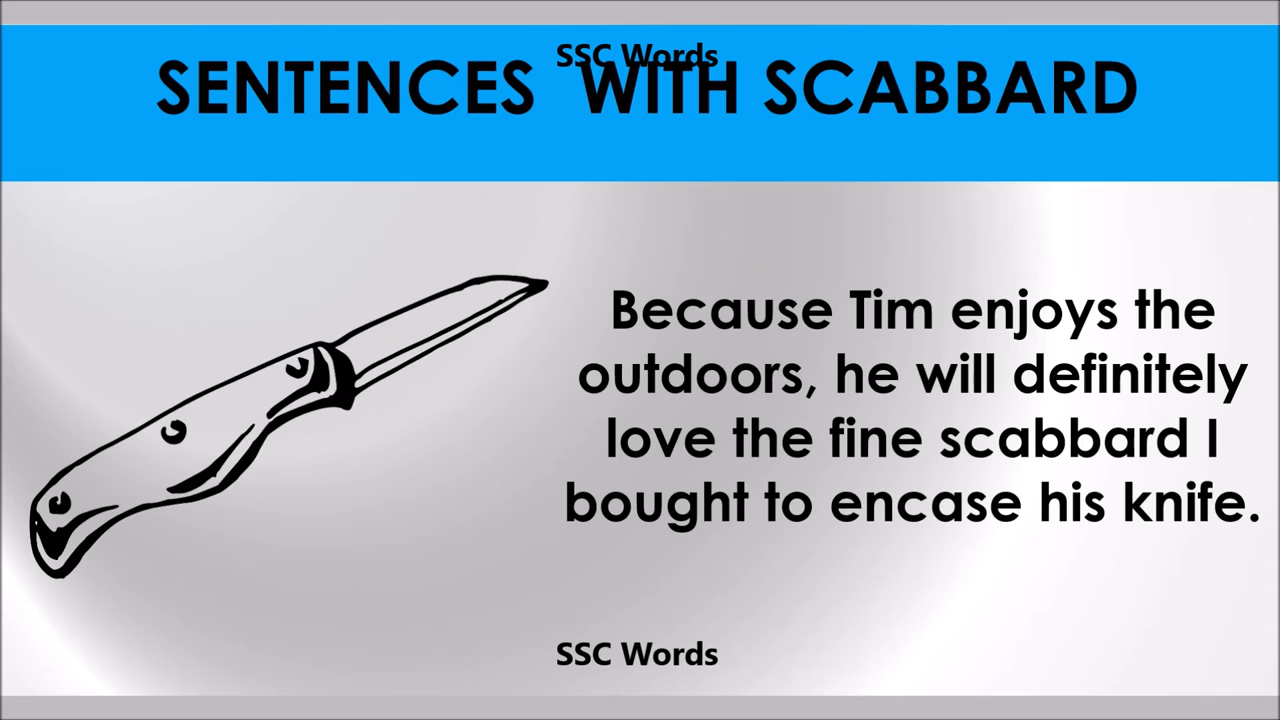 SSC Words
SENTENCES WITH SCABBARD
Because Tim enjoys the
outdoors, he will definitely
love the fine scabbard I
bought to encase his knife.
SSC Words